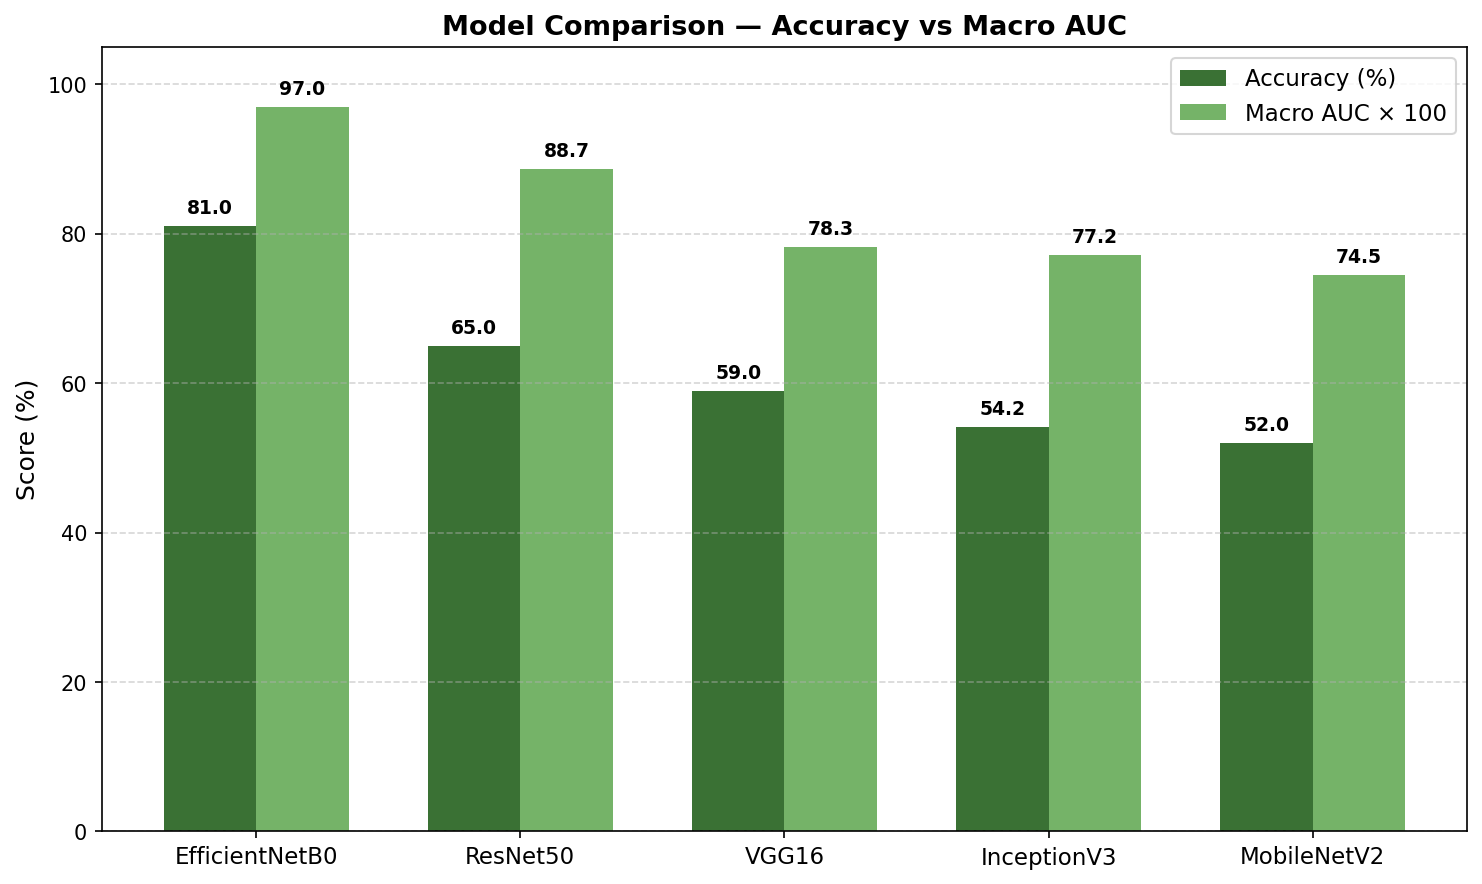 Model Comparison — Accuracy vs Macro AUC
Accuracy (%)
Macro AUC × 100
Score (%)
100
80
60
40
20
0
81.0
97.0
65.0
88.7
59.0
78.3
54.2
77.2
52.0
74.5
EfficientNetB0
ResNet50
VGG16
InceptionV3
MobileNetV2